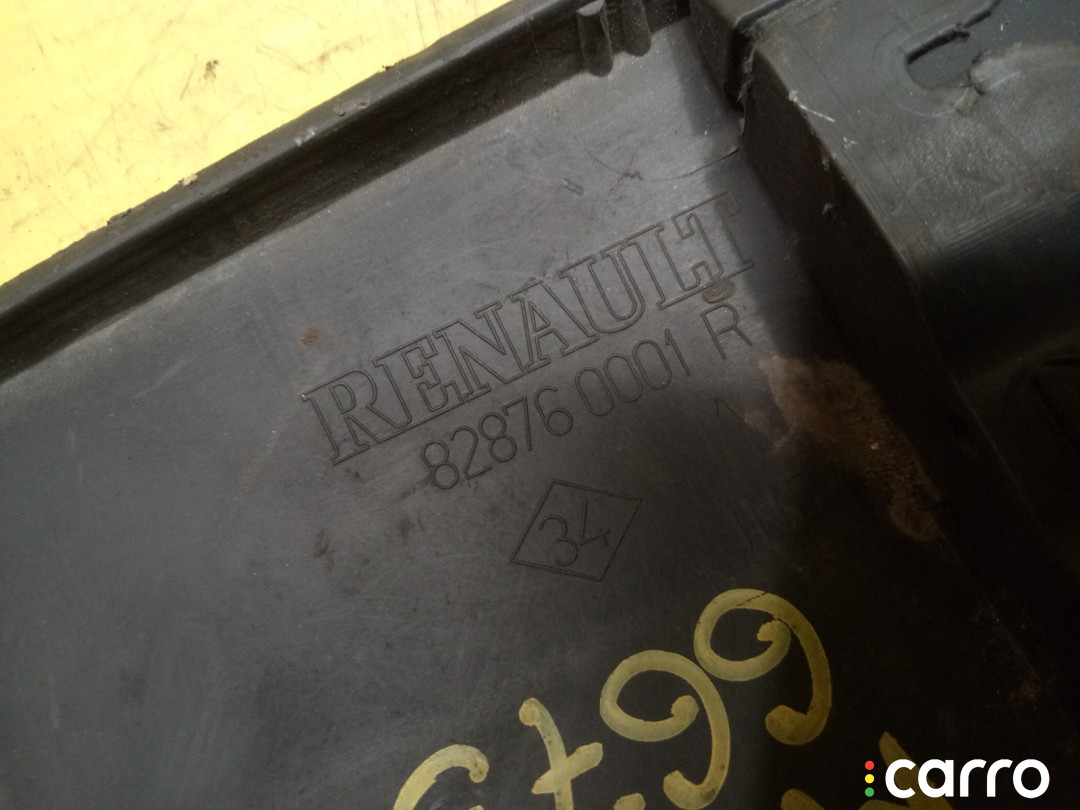 RENAULT
82876 0001 R
34
carro